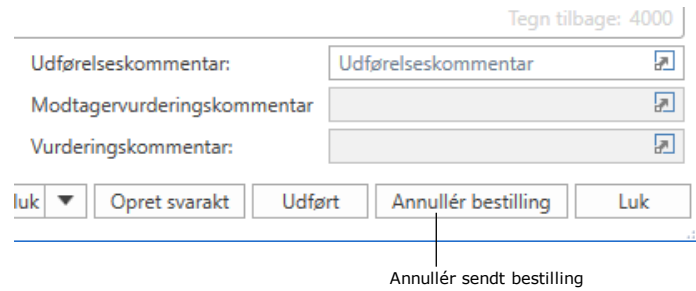 Tegn tilbage: 4000
Udførelseskommentar: Udførelseskommentar
Modtagervurderingskommentar
Vurderingskommentar:
luk Opret svarakt Udført Annullér bestilling Luk
Annullér sendt bestilling